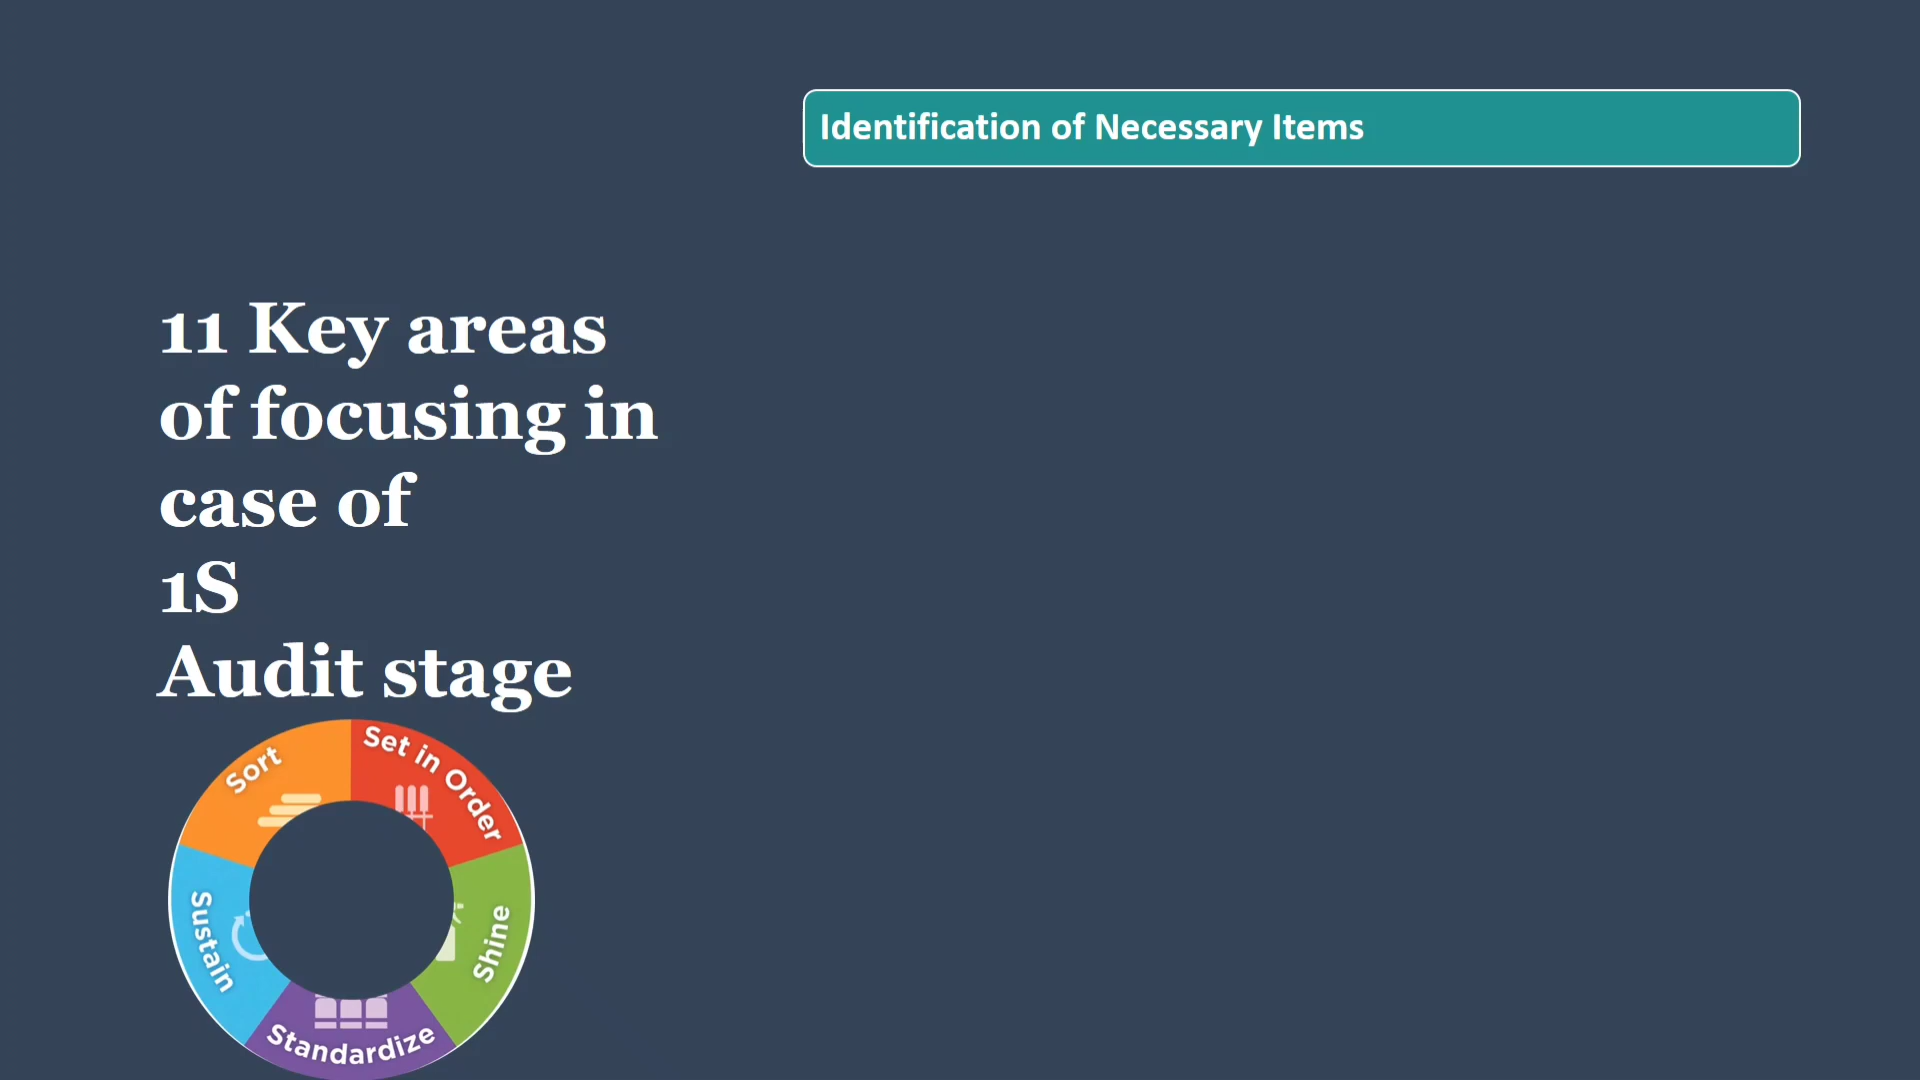 Identification of Necessary Items
11 Key areas
of focusing in
case of
1S
Audit stage
Sort
Set in Order
Shine
Standardize
Sustain